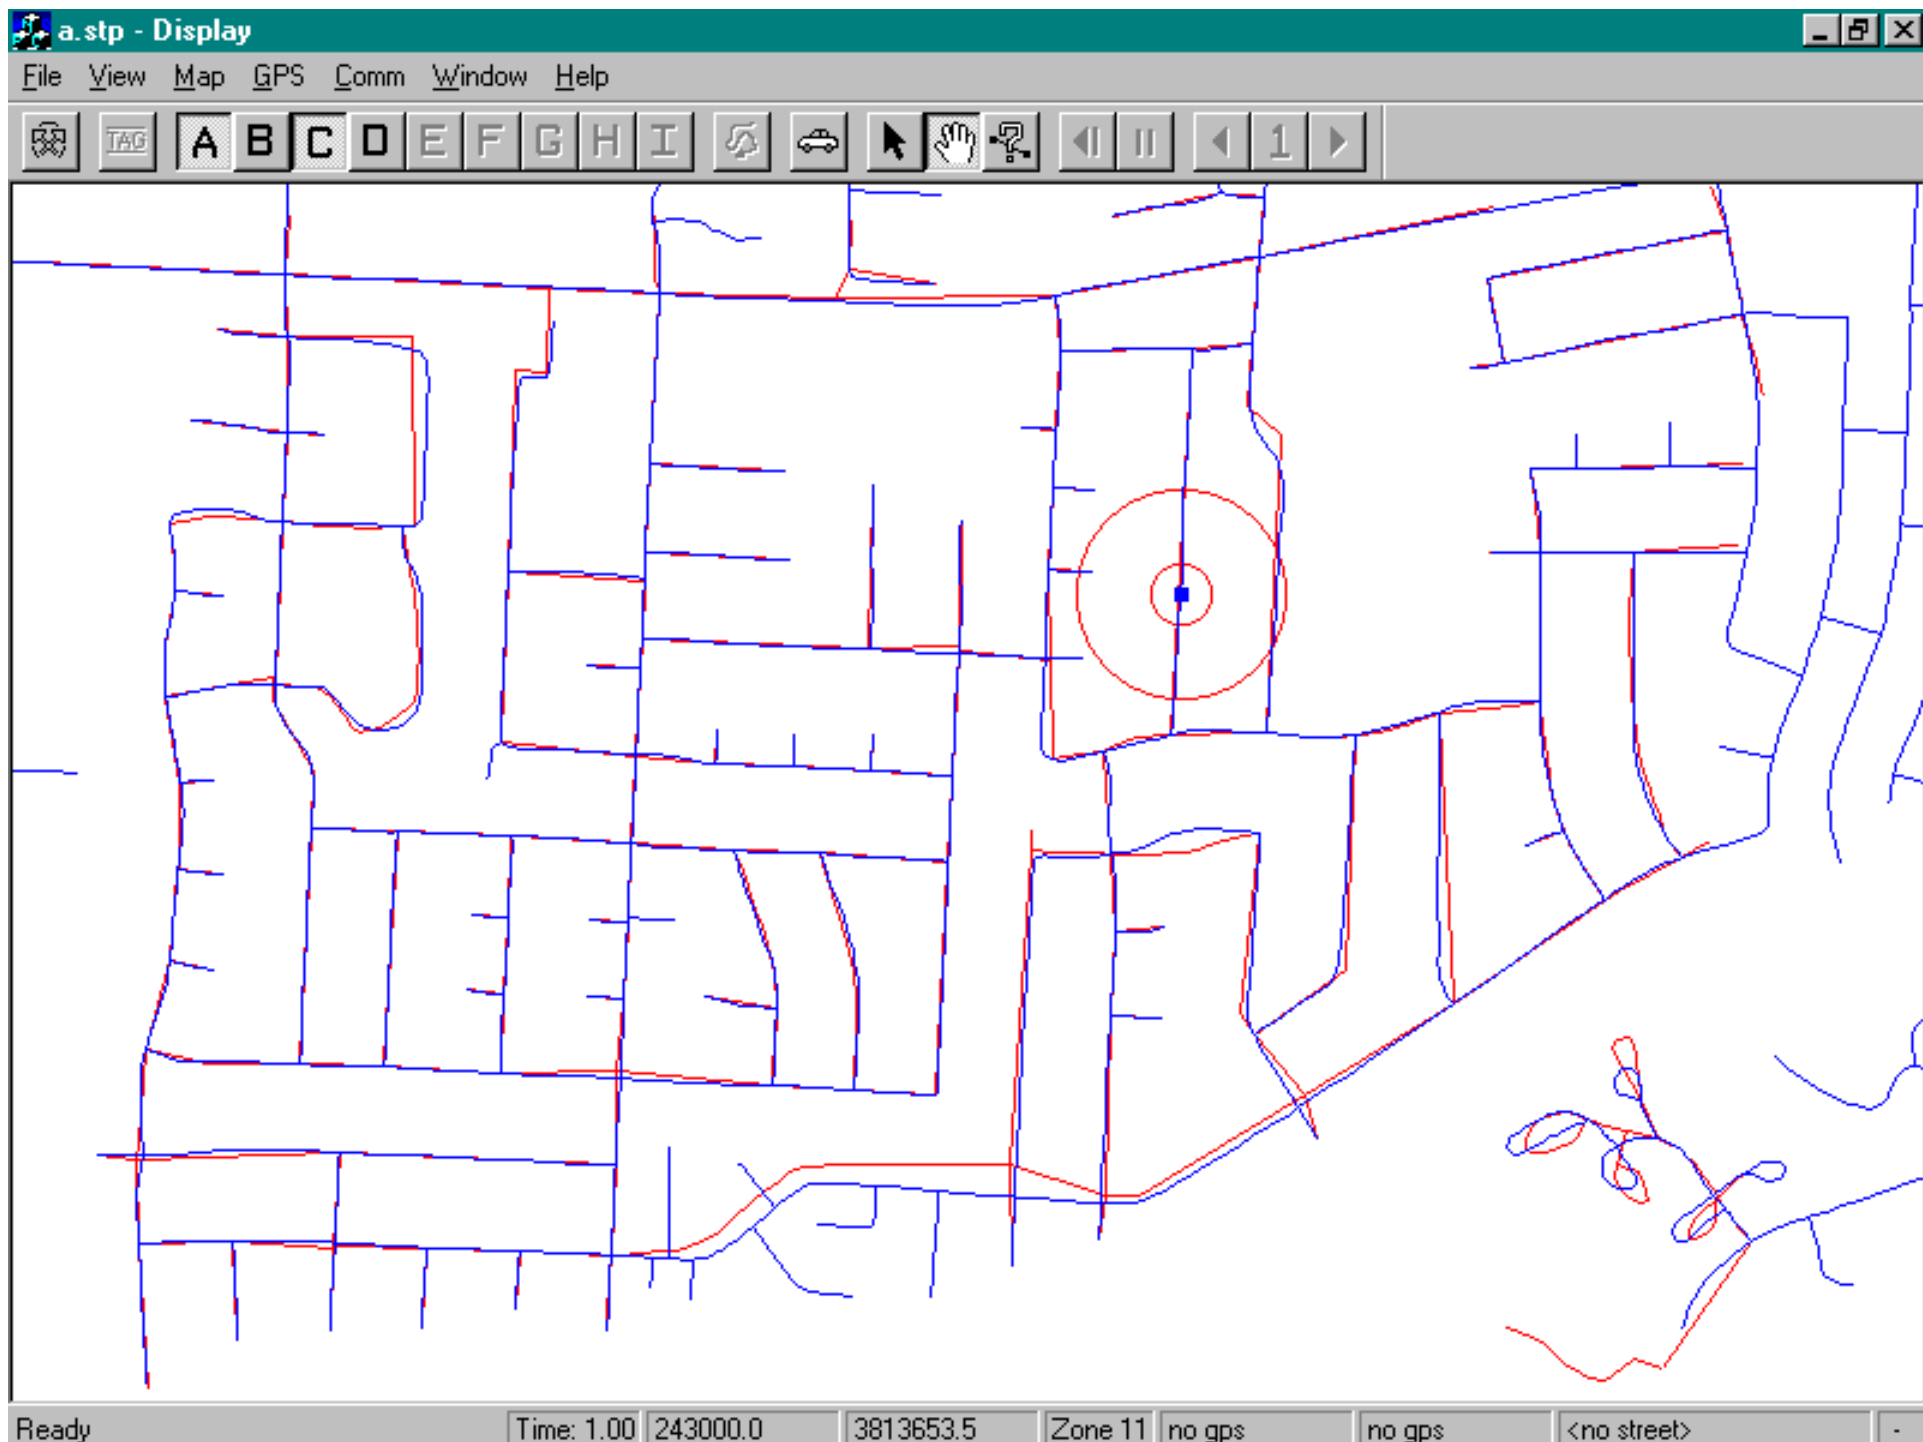 a.stp - Display
File View Map GPS Comm Window Help
TAG A B C D E F G H I 1
Ready Time: 1.00 243000.0 3813653.5 Zone 11 no gps no gps <no street> -